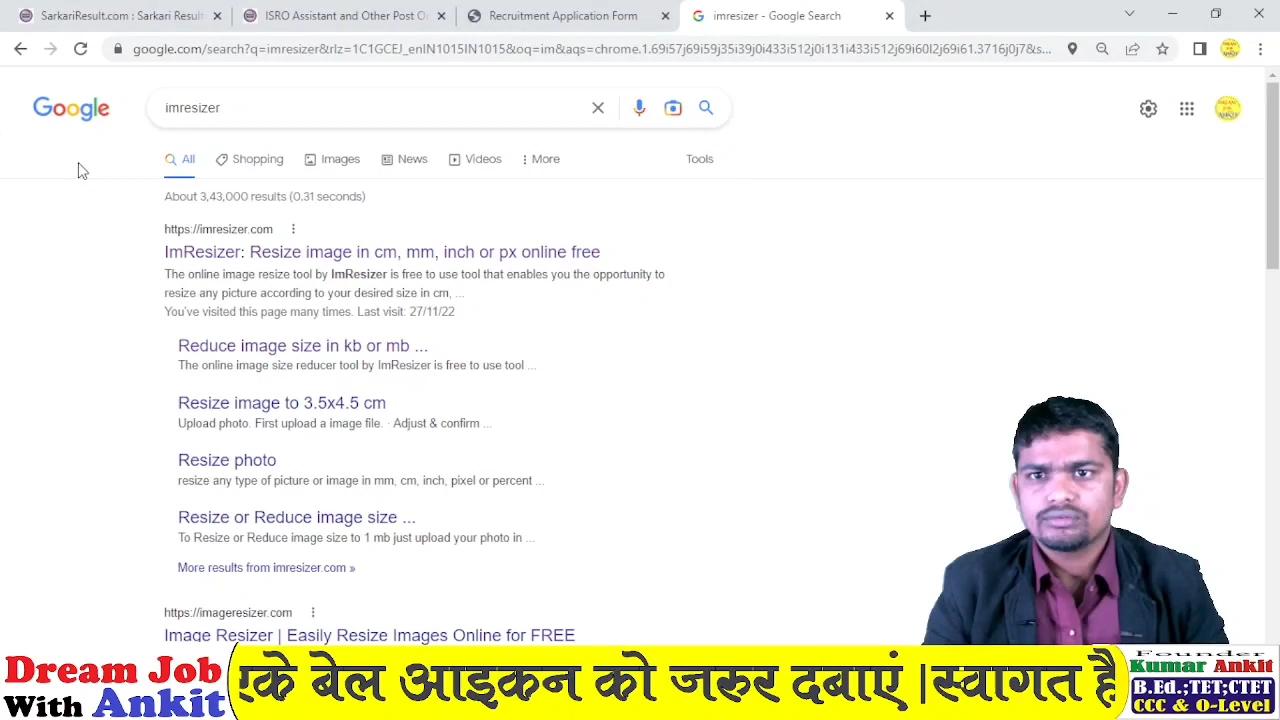 SarkariResult.com : Sarkari Result
ISRO Assistant and Other Post O
Recruitment Application Form
imresizer - Google Search
google.com/search?q=imresizer&rlz=1C1GCEJ_enIN1015IN1015&oq=im&aqs=chrome.1.69i57j69i59j35i39j0i433i512j0i131i433i512j69i60l2j69i61.3716j0j7&s...
Google
imresizer
All
Shopping
Images
News
Videos
More
Tools
About 3,43,000 results (0.31 seconds)
https://imresizer.com
ImResizer: Resize image in cm, mm, inch or px online free
The online image resize tool by ImResizer is free to use tool that enables you the opportunity to
resize any picture according to your desired size in cm, ...
You've visited this page many times. Last visit: 27/11/22
Reduce image size in kb or mb ...
The online image size reducer tool by ImResizer is free to use tool ...
Resize image to 3.5x4.5 cm
Upload photo. First upload a image file. · Adjust & confirm ...
Resize photo
resize any type of picture or image in mm, cm, inch, pixel or percent ...
Resize or Reduce image size ...
To Resize or Reduce image size to 1 mb just upload your photo in ...
More results from imresizer.com »
https://imageresizer.com
Image Resizer | Easily Resize Images Online for FREE
Dream Job
With Ankit
के बेल आइकन को जरुर दबाएं |स्वागत है
Founder
Kumar Ankit
B.Ed.;TET;CTET
CCC & O-Level